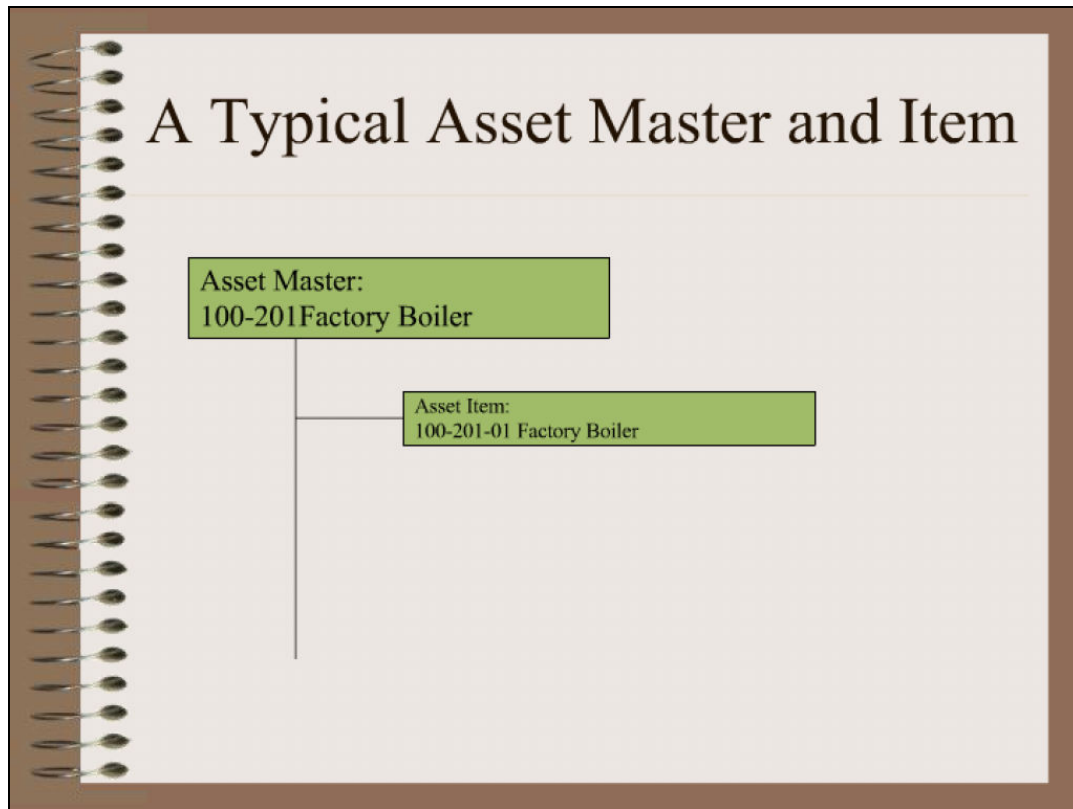 A Typical Asset Master and Item
Asset Master:
100-201Factory Boiler
Asset Item:
100-201-01 Factory Boiler